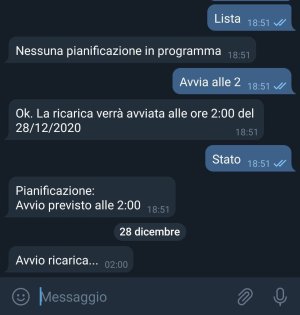 Lista 18:51
Nessuna pianificazione in programma 18:51
Avvia alle 2 18:51
Ok. La ricarica verrà avviata alle ore 2:00 del
28/12/2020
18:51
Stato 18:51
Pianificazione:
Avvio previsto alle 2:00 18:51
28 dicembre
Avvio ricarica... 02:00
Messaggio